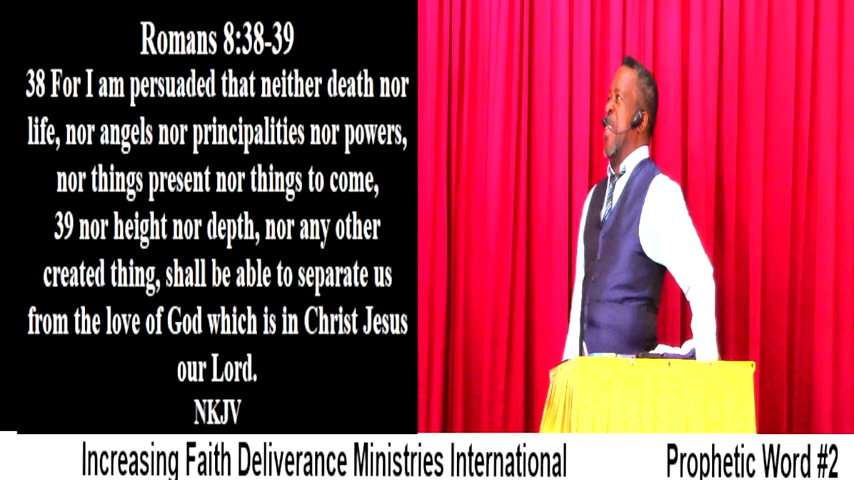 Romans 8:38-39
38 For I am persuaded that neither death nor
life, nor angels nor principalities nor powers,
nor things present nor things to come,
39 nor height nor depth, nor any other
created thing, shall be able to separate us
from the love of God which is in Christ Jesus
our Lord.
NKJV
Increasing Faith Deliverance Ministries International
Prophetic Word #2